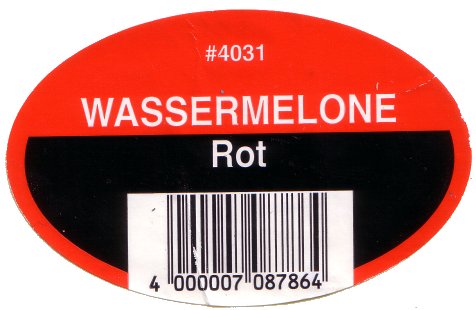 #4031
WASSERMELONE
Rot
4 000007 087864